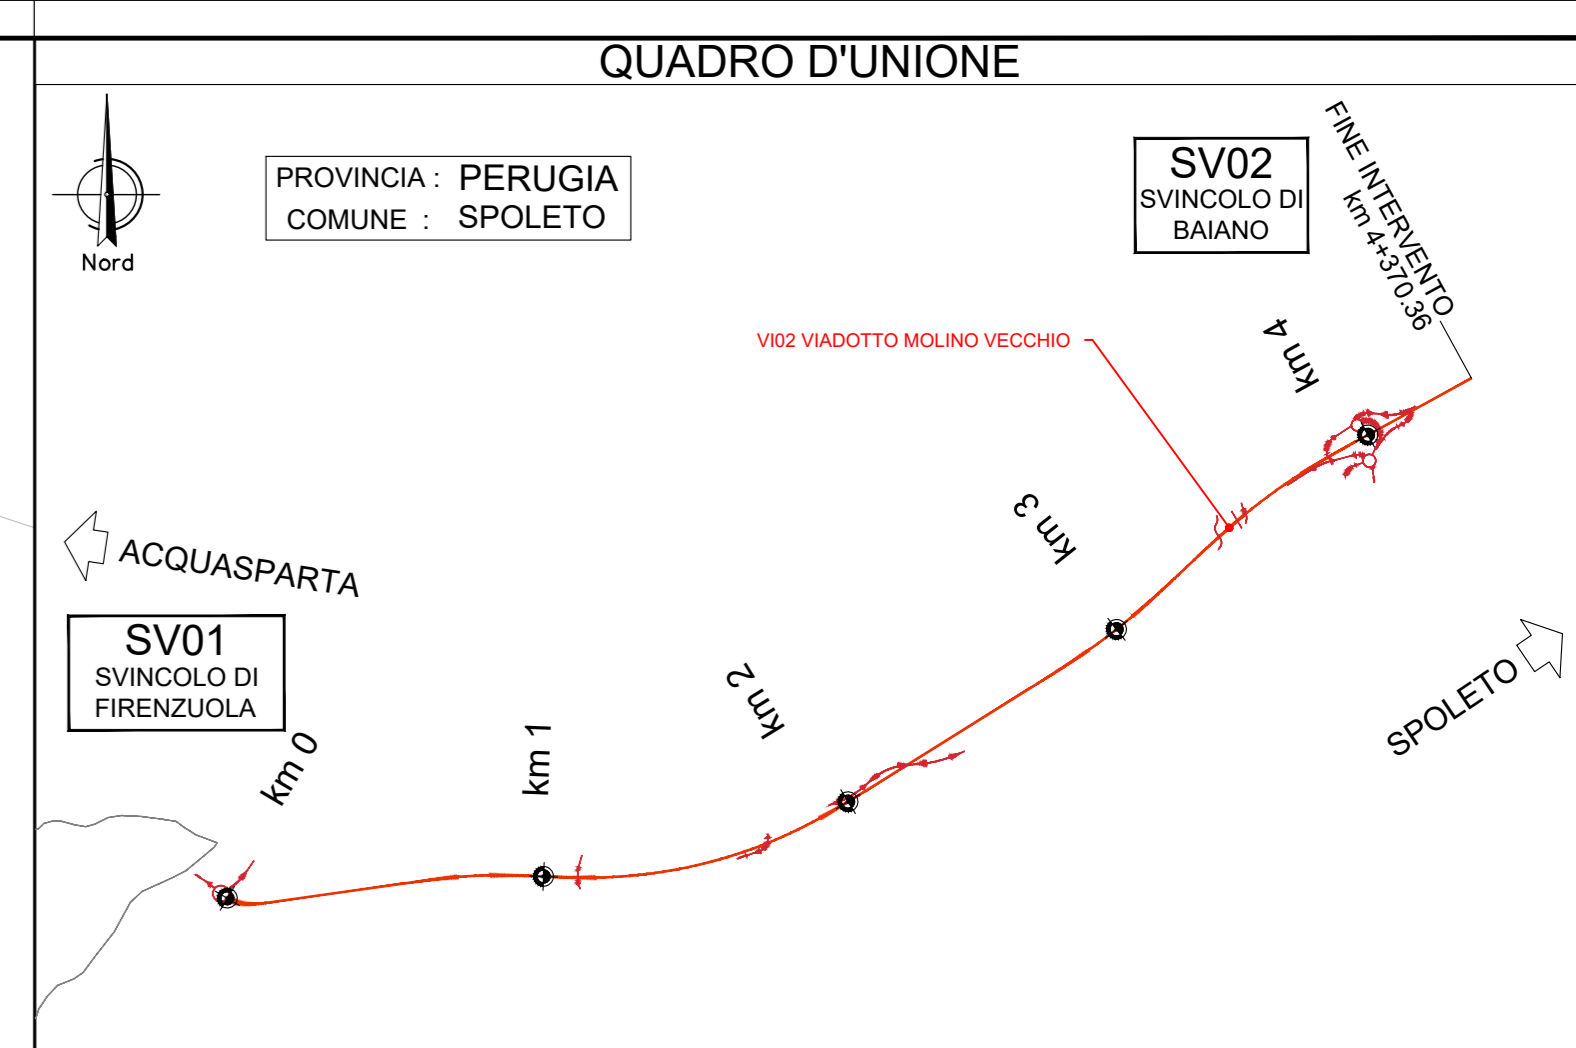 QUADRO D'UNIONE
Nord
PROVINCIA : PERUGIA
COMUNE : SPOLETO
SV02
SVINCOLO DI
BAIANO
FINE INTERVENTO
km 4+370.36
VI02 VIADOTTO MOLINO VECCHIO
km 4
km 3
ACQUASPARTA
SV01
SVINCOLO DI
FIRENZUOLA
km 2
SPOLETO
km 1
km 0